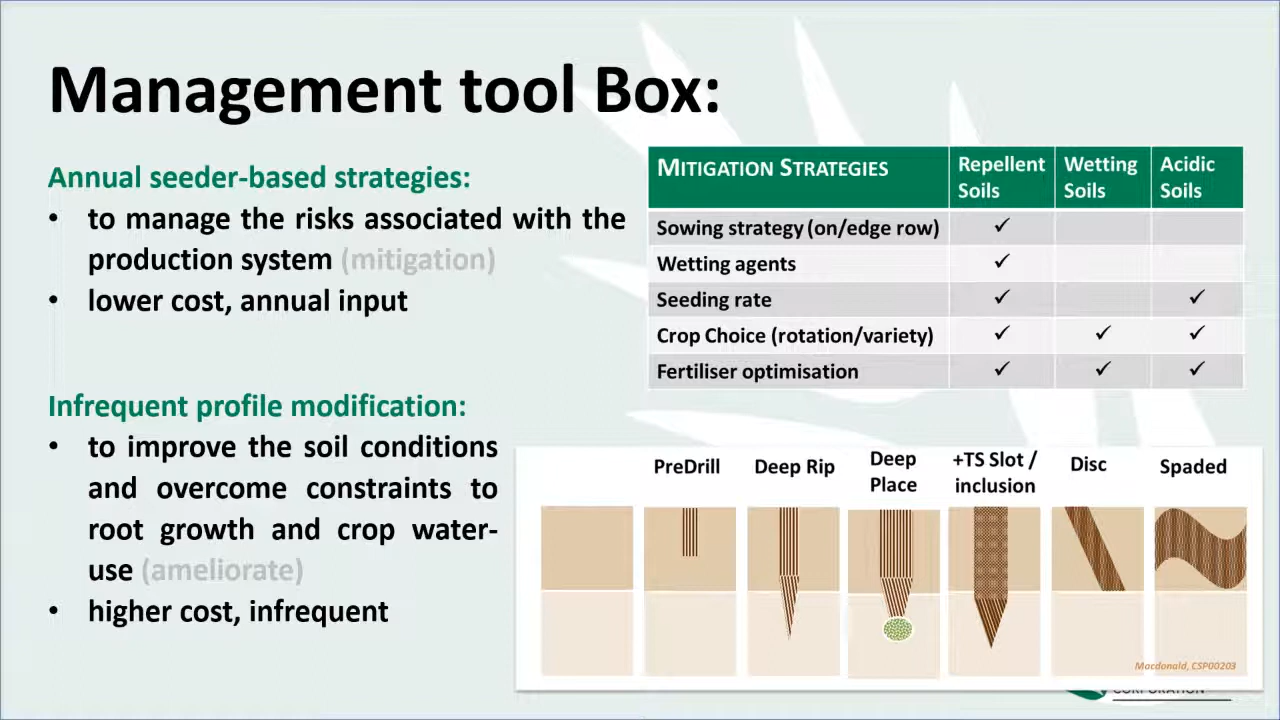 Management tool Box:
Annual seeder-based strategies:
• to manage the risks associated with the
production system (mitigation)
• lower cost, annual input
Infrequent profile modification:
• to improve the soil conditions
and overcome constraints to
root growth and crop water-
use (ameliorate)
• higher cost, infrequent
MITIGATION STRATEGIES Repellent Soils Wetting Soils Acidic Soils
Sowing strategy (on/edge row) ✓
Wetting agents ✓
Seeding rate ✓ ✓
Crop Choice (rotation/variety) ✓ ✓ ✓
Fertiliser optimisation ✓ ✓ ✓
PreDrill Deep Rip Deep Place +TS Slot / inclusion Disc Spaded
Macdonald, CSP00203
CORPORATION